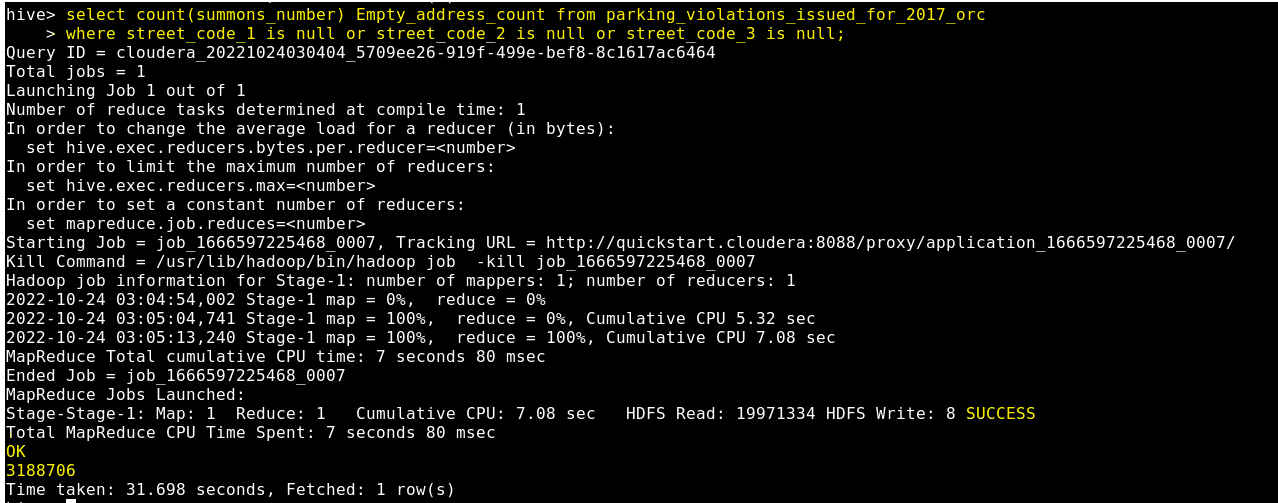 hive> select count(summons_number) Empty_address_count from parking_violations_issued_for_2017_orc
    > where street_code_1 is null or street_code_2 is null or street_code_3 is null;
Query ID = cloudera_20221024030404_5709ee26-919f-499e-bef8-8c1617ac6464
Total jobs = 1
Launching Job 1 out of 1
Number of reduce tasks determined at compile time: 1
In order to change the average load for a reducer (in bytes):
  set hive.exec.reducers.bytes.per.reducer=<number>
In order to limit the maximum number of reducers:
  set hive.exec.reducers.max=<number>
In order to set a constant number of reducers:
  set mapreduce.job.reduces=<number>
Starting Job = job_1666597225468_0007, Tracking URL = http://quickstart.cloudera:8088/proxy/application_1666597225468_0007/
Kill Command = /usr/lib/hadoop/bin/hadoop job  -kill job_1666597225468_0007
Hadoop job information for Stage-1: number of mappers: 1; number of reducers: 1
2022-10-24 03:04:54,002 Stage-1 map = 0%,  reduce = 0%
2022-10-24 03:05:04,741 Stage-1 map = 100%,  reduce = 0%, Cumulative CPU 5.32 sec
2022-10-24 03:05:13,240 Stage-1 map = 100%,  reduce = 100%, Cumulative CPU 7.08 sec
MapReduce Total cumulative CPU time: 7 seconds 80 msec
Ended Job = job_1666597225468_0007
MapReduce Jobs Launched:
Stage-Stage-1: Map: 1  Reduce: 1   Cumulative CPU: 7.08 sec   HDFS Read: 19971334 HDFS Write: 8 SUCCESS
Total MapReduce CPU Time Spent: 7 seconds 80 msec
OK
3188706
Time taken: 31.698 seconds, Fetched: 1 row(s)